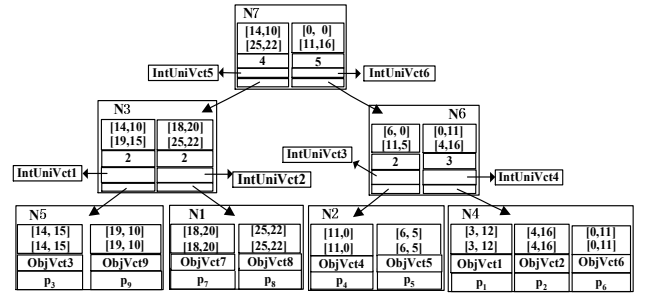 N7
[14,10] [0, 0]
[25,22] [11,16]
4 5
IntUniVct5 IntUniVct6
N3 N6
[14,10] [18,20] [6, 0] [0,11]
[19,15] [25,22] [11,5] [4,16]
2 2 2 3
IntUniVct1 IntUniVct2 IntUniVct3 IntUniVct4
N5 N1 N2 N4
[14, 15] [19, 10] [18,20] [25,22] [11,0] [6, 5] [3, 12] [4,16] [0,11]
[14, 15] [19, 10] [18,20] [25,22] [11,0] [6, 5] [3, 12] [4,16] [0,11]
ObjVct3 ObjVct9 ObjVct7 ObjVct8 ObjVct4 ObjVct5 ObjVct1 ObjVct2 ObjVct6
p3 p9 p7 p8 p4 p5 p1 p2 p6